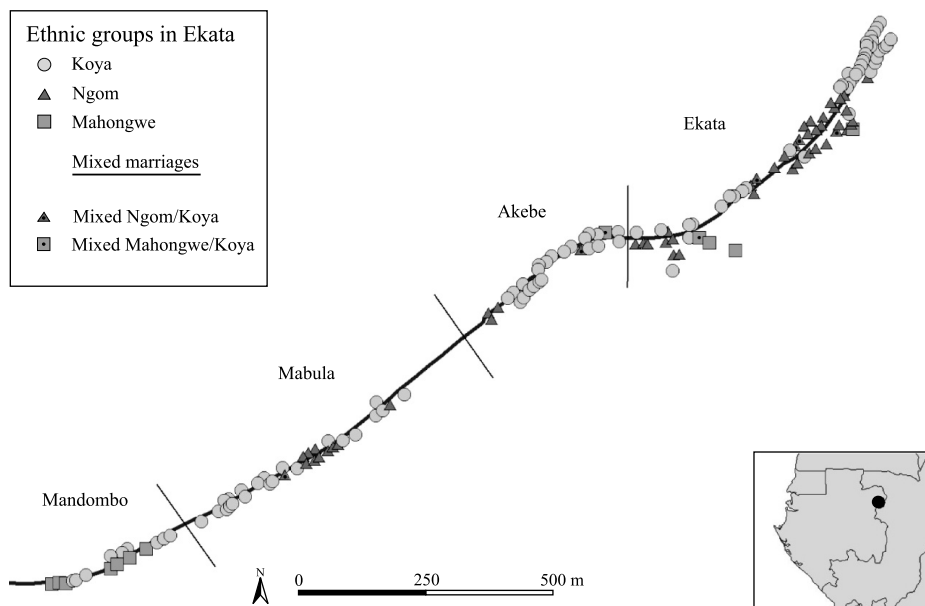 Ethnic groups in Ekata
Koya
Ngom
Mahongwe
Mixed marriages
Mixed Ngom/Koya
Mixed Mahongwe/Koya
Ekata
Akebe
Mabula
Mandombo
N
0 250 500 m